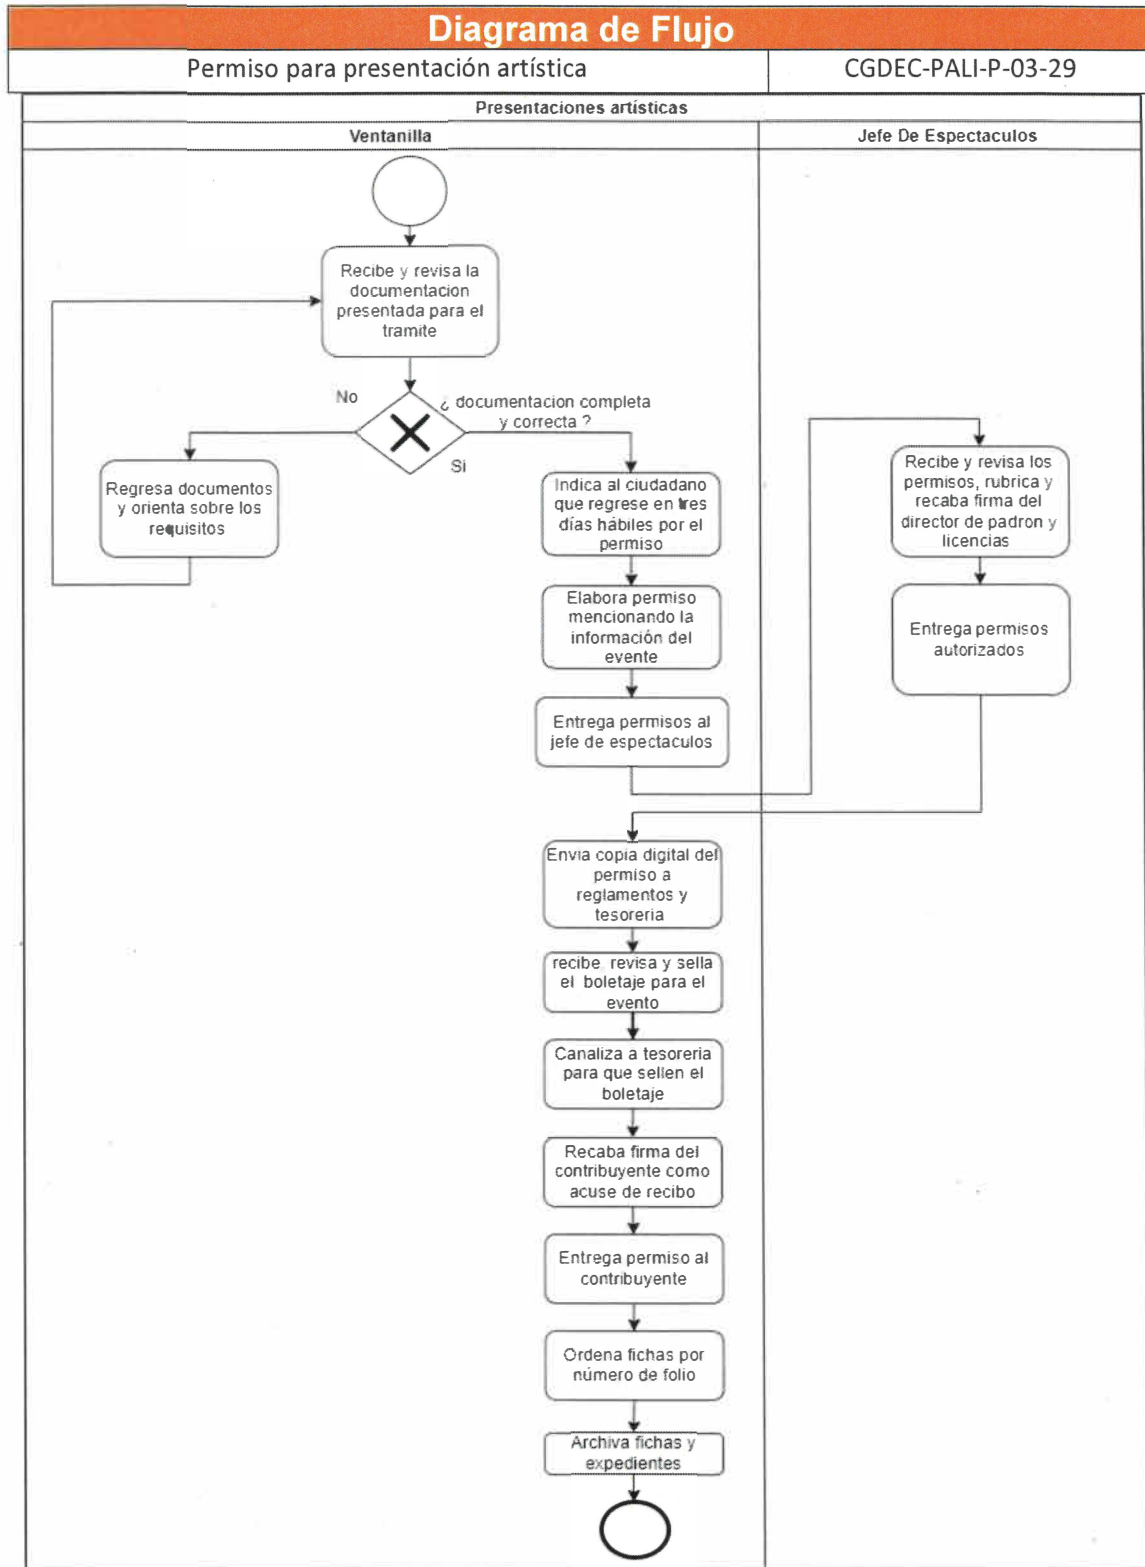 Diagrama de Flujo
Permiso para presentación artística
CGDEC-PALI-P-03-29
Presentaciones artísticas
Ventanilla
Jefe De Espectaculos
Recibe y revisa la
documentacion
presentada para el
tramite
No
¿ documentacion completa
y correcta ?
Si
Regresa documentos
y orienta sobre los
requisitos
Indica al ciudadano
que regrese en tres
días hábiles por el
permiso
Elabora permiso
mencionando la
información del
evente
Entrega permisos al
jefe de espectaculos
Recibe y revisa los
permisos, rubrica y
recaba firma del
director de padron y
licencias
Entrega permisos
autorizados
Envia copia digital del
permiso a
reglamentos y
tesoreria
recibe revisa y sella
el boletaje para el
evento
Canaliza a tesoreria
para que sellen el
boletaje
Recaba firma del
contribuyente como
acuse de recibo
Entrega permiso al
contribuyente
Ordena fichas por
número de folio
Archiva fichas y
expedientes